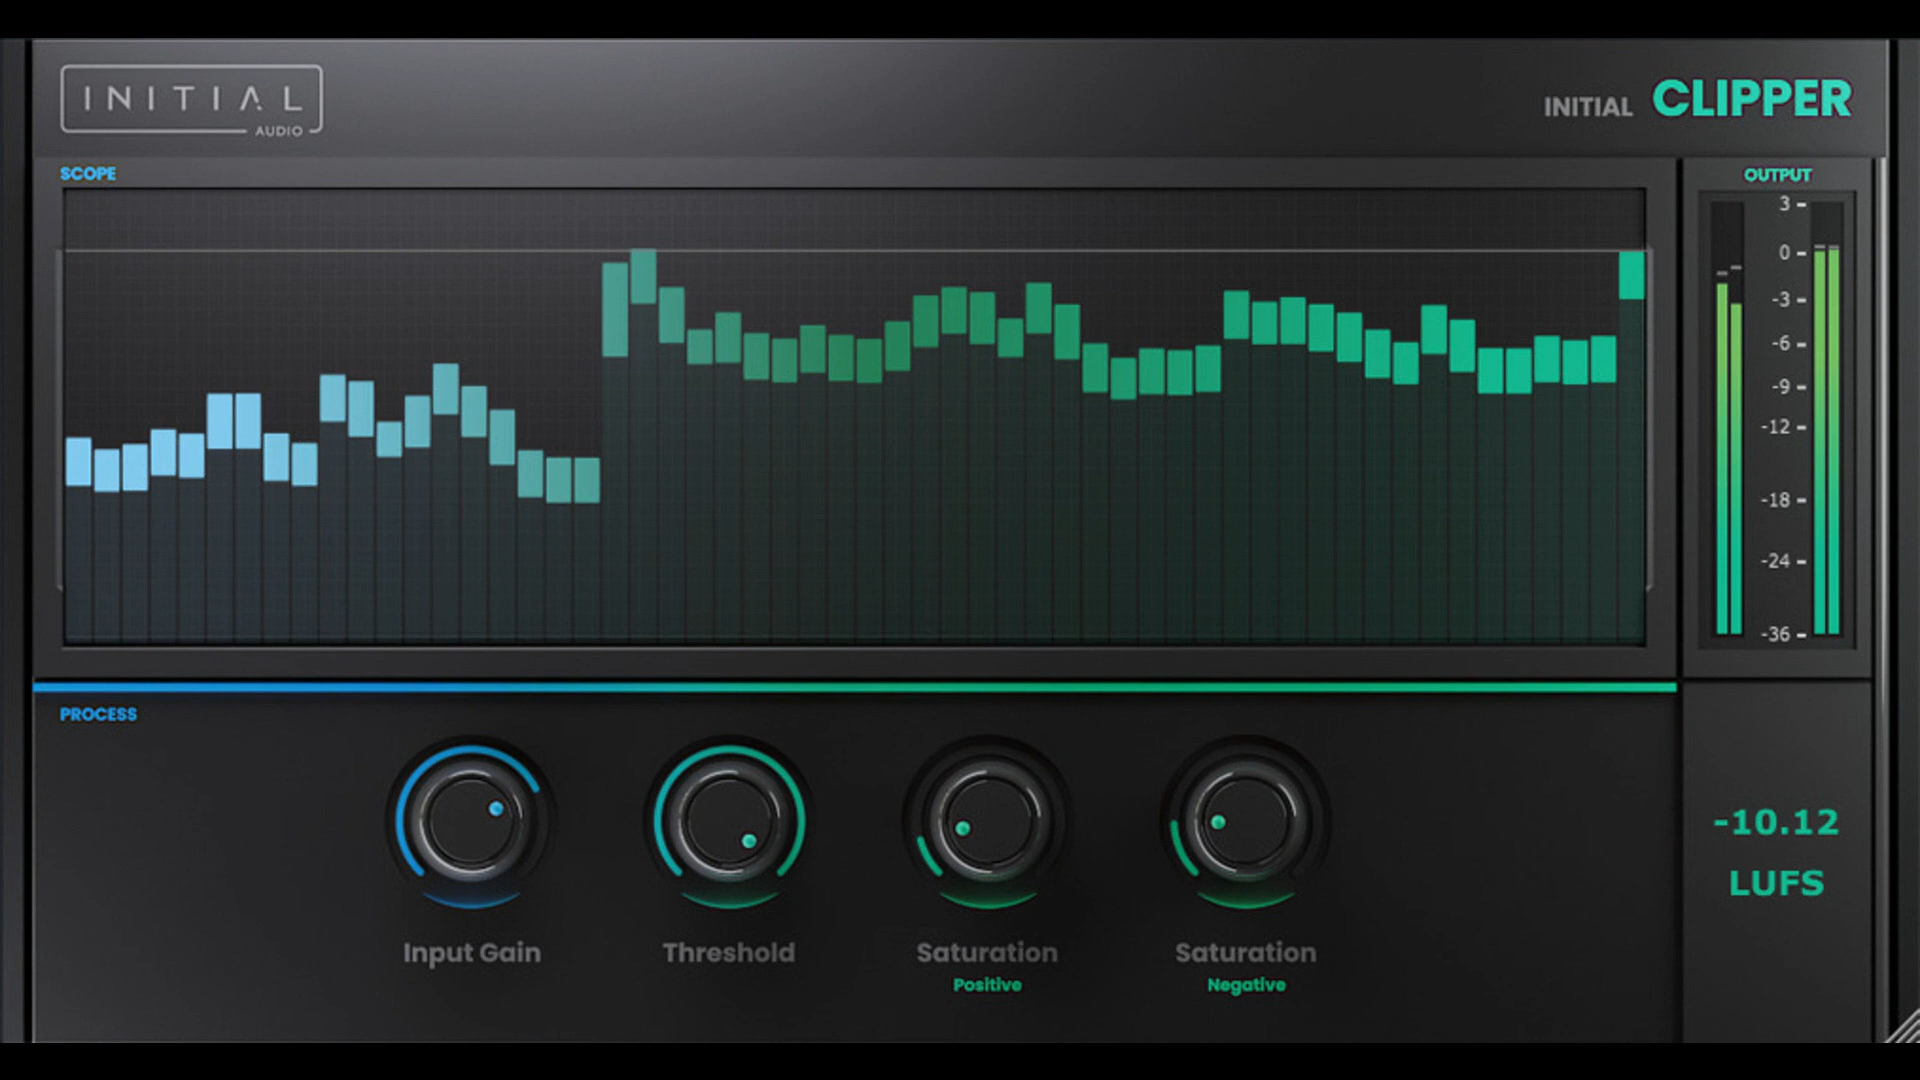 INITIAL
AUDIO
INITIAL CLIPPER
SCOPE
OUTPUT
3
0
-3
-6
-9
-12
-18
-24
-36
PROCESS
Input Gain
Threshold
Saturation
Positive
Saturation
Negative
-10.12
LUFS